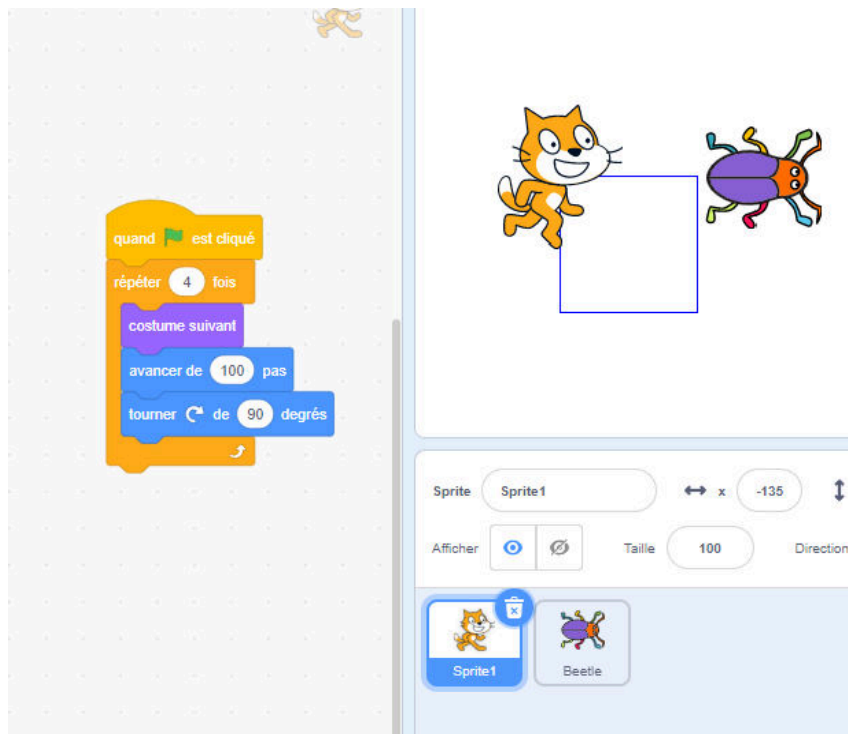 quand est cliqué
répéter 4 fois
costume suivant
avancer de 100 pas
tourner de 90 degrés
Sprite Sprite1 x -135
Afficher Taille 100 Direction
Sprite1 Beetle